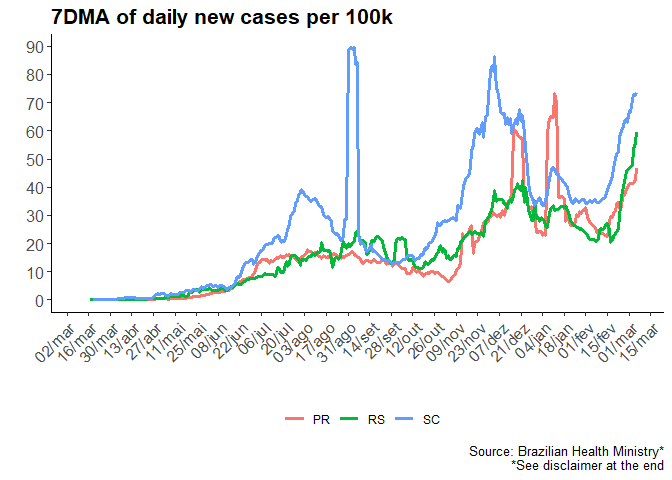 7DMA of daily new cases per 100k
90
80
70
60
50
40
30
20
10
0
02/mar
16/mar
30/mar
13/abr
27/abr
11/mai
25/mai
08/jun
22/jun
06/jul
20/jul
03/ago
17/ago
31/ago
14/set
28/set
12/out
26/out
09/nov
23/nov
07/dez
21/dez
04/jan
18/jan
01/fev
15/fev
01/mar
15/mar
PR RS SC
Source: Brazilian Health Ministry*
*See disclaimer at the end